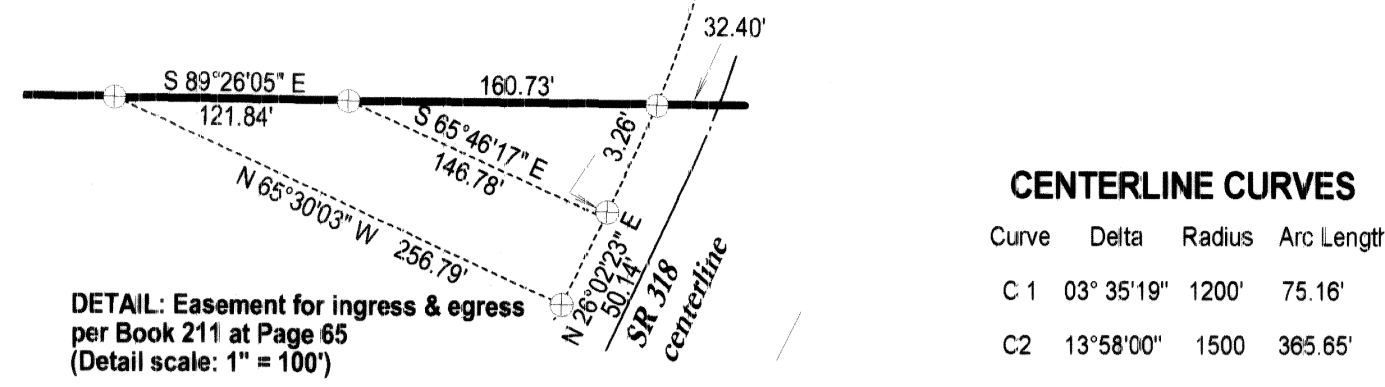 32.40'
S 89°26'05" E
160.73'
121.84'
S 65°46'17" E
3.26'
146.78'
N 65°30'03" W
256.79'
N 26°02'23" E
50.14'
SR 318
centerline
DETAIL: Easement for ingress & egress
per Book 211 at Page 65
(Detail scale: 1" = 100')
CENTERLINE CURVES
Curve Delta Radius Arc Length
C 1 03° 35'19" 1200' 75.16'
C2 13°58'00" 1500 365.65'